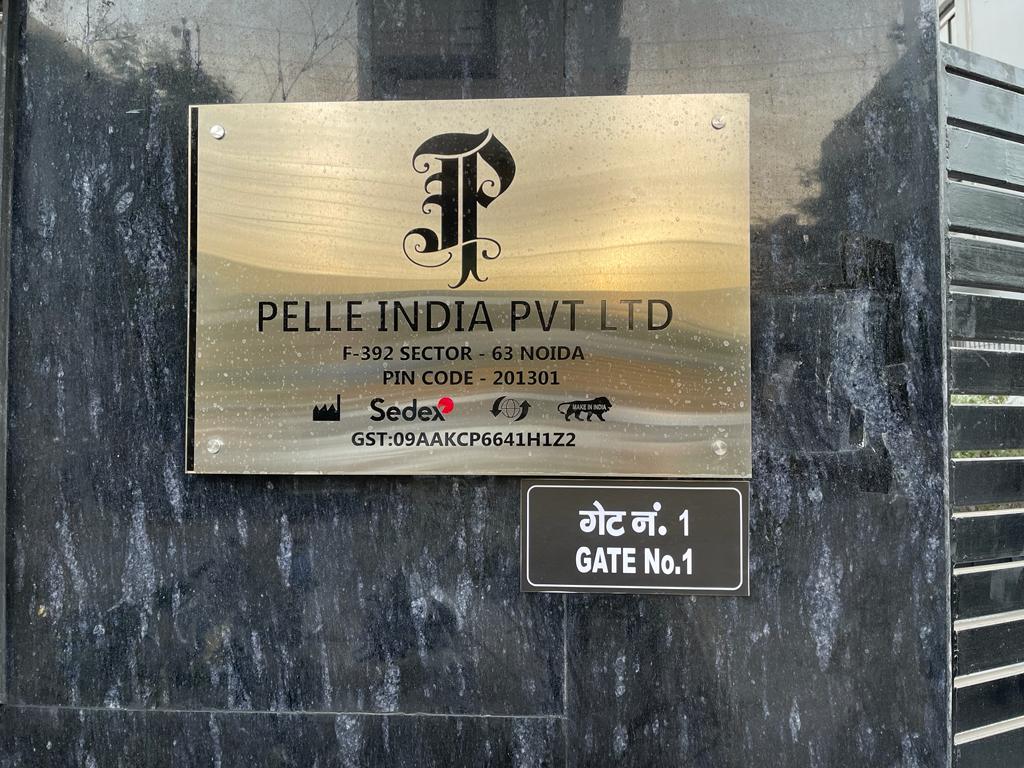 P
PELLE INDIA PVT LTD
F-392 SECTOR - 63 NOIDA
PIN CODE - 201301
Sedex MAKE IN INDIA
GST:09AAKCP6641H1Z2
गेट नं. 1
GATE No.1